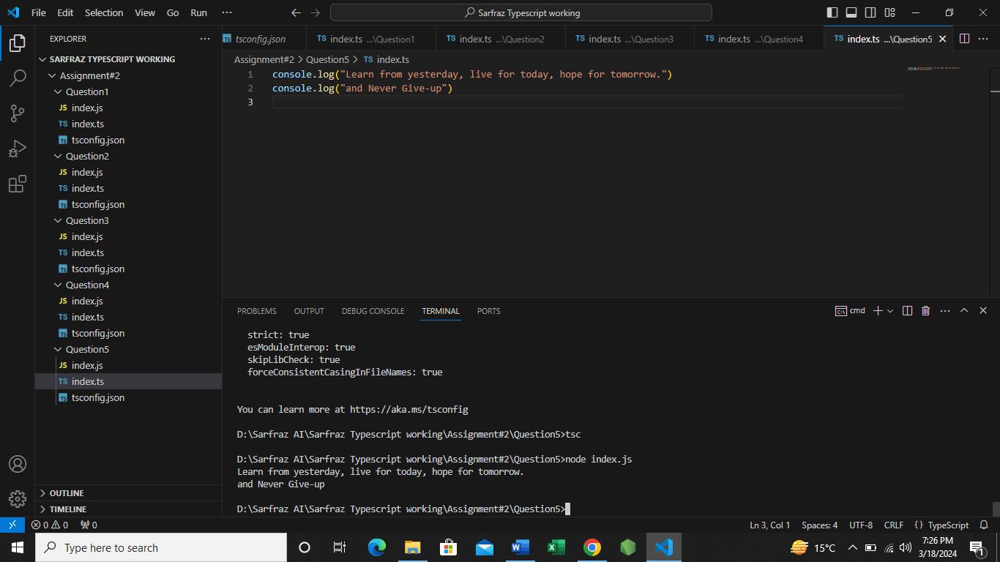 File Edit Selection View Go Run ··· Sarfraz Typescript working
EXPLORER ···
tsconfig.json index.ts ...\Question1 index.ts ...\Question2 index.ts ...\Question3 index.ts ...\Question4 index.ts ...\Question5
SARFRAZ TYPESCRIPT WORKING
Assignment#2
Question1
JS index.js
TS index.ts
tsconfig.json
Question2
JS index.js
TS index.ts
tsconfig.json
Question3
JS index.js
TS index.ts
tsconfig.json
Question4
JS index.js
TS index.ts
tsconfig.json
Question5
JS index.js
TS index.ts
tsconfig.json
OUTLINE
TIMELINE
Assignment#2 > Question5 > TS index.ts
1 console.log("Learn from yesterday, live for today, hope for tomorrow.")
2 console.log("and Never Give-up")
3
PROBLEMS OUTPUT DEBUG CONSOLE TERMINAL PORTS cmd
strict: true
esModuleInterop: true
skipLibCheck: true
forceConsistentCasingInFileNames: true
You can learn more at https://aka.ms/tsconfig
D:\Sarfraz AI\Sarfraz Typescript working\Assignment#2\Question5>tsc
D:\Sarfraz AI\Sarfraz Typescript working\Assignment#2\Question5>node index.js
Learn from yesterday, live for today, hope for tomorrow.
and Never Give-up
D:\Sarfraz AI\Sarfraz Typescript working\Assignment#2\Question5>
0 0 0 Ln 3, Col 1 Spaces: 4 UTF-8 CRLF {} TypeScript
Type here to search 15°C 7:26 PM
3/18/2024 1